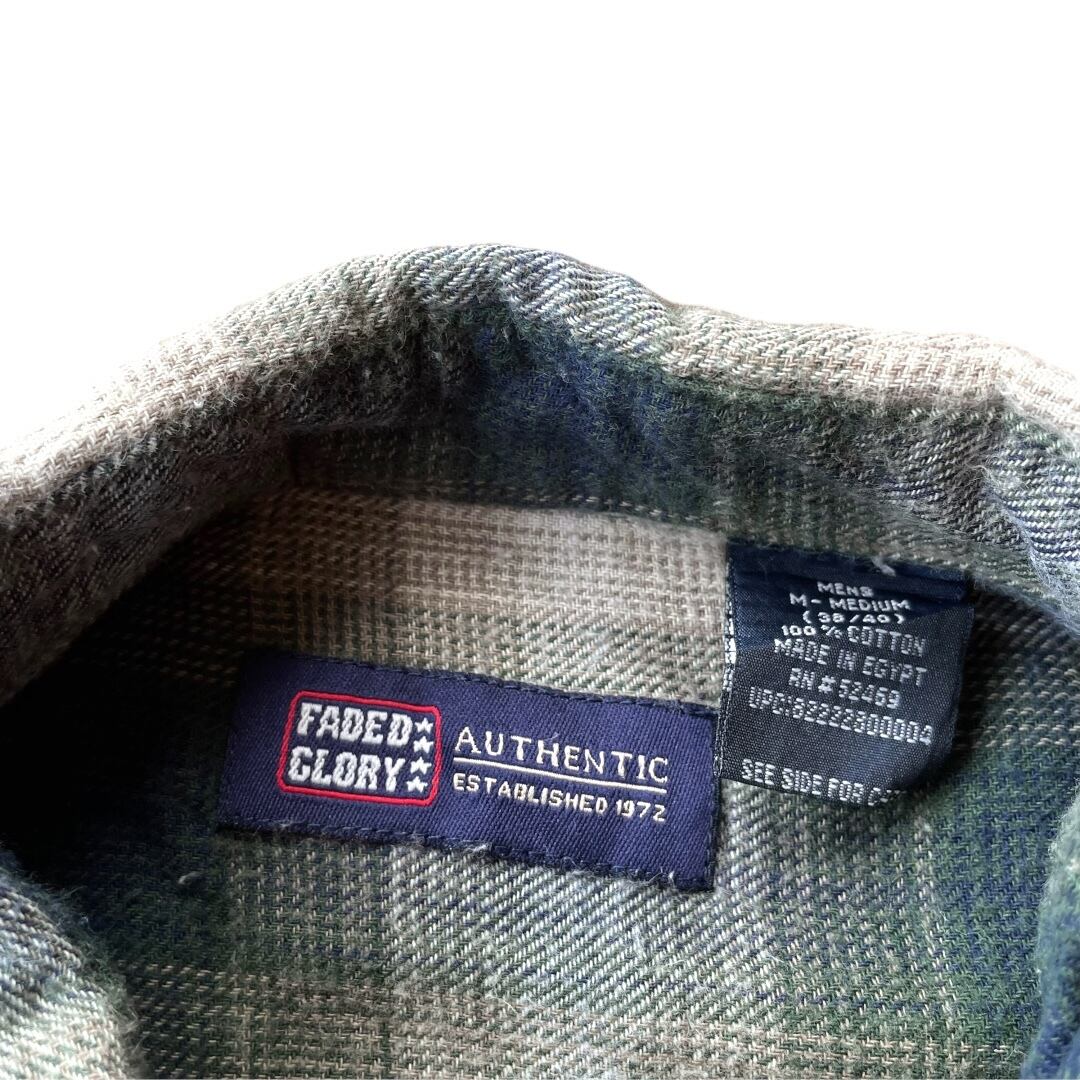 FADED
GLORY
AUTHENTIC
ESTABLISHED 1972
MENS
M - MEDIUM
(38/40)
100 % COTTON
MADE IN EGYPT
RN # 52469
SEE SIDE FOR